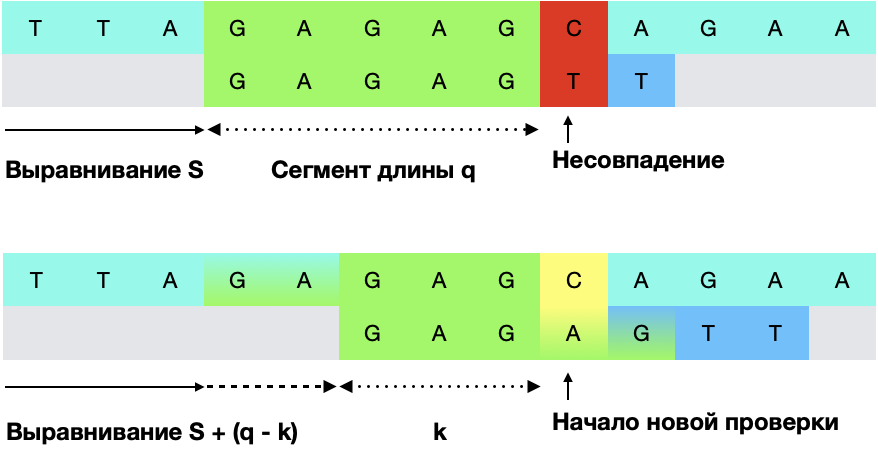 T T A G A G A G C A G A A
G A G A G T T
Выравнивание S Сегмент длины q Несовпадение
T T A G A G A G C A G A A
G A G A G T T
Выравнивание S + (q - k) k Начало новой проверки